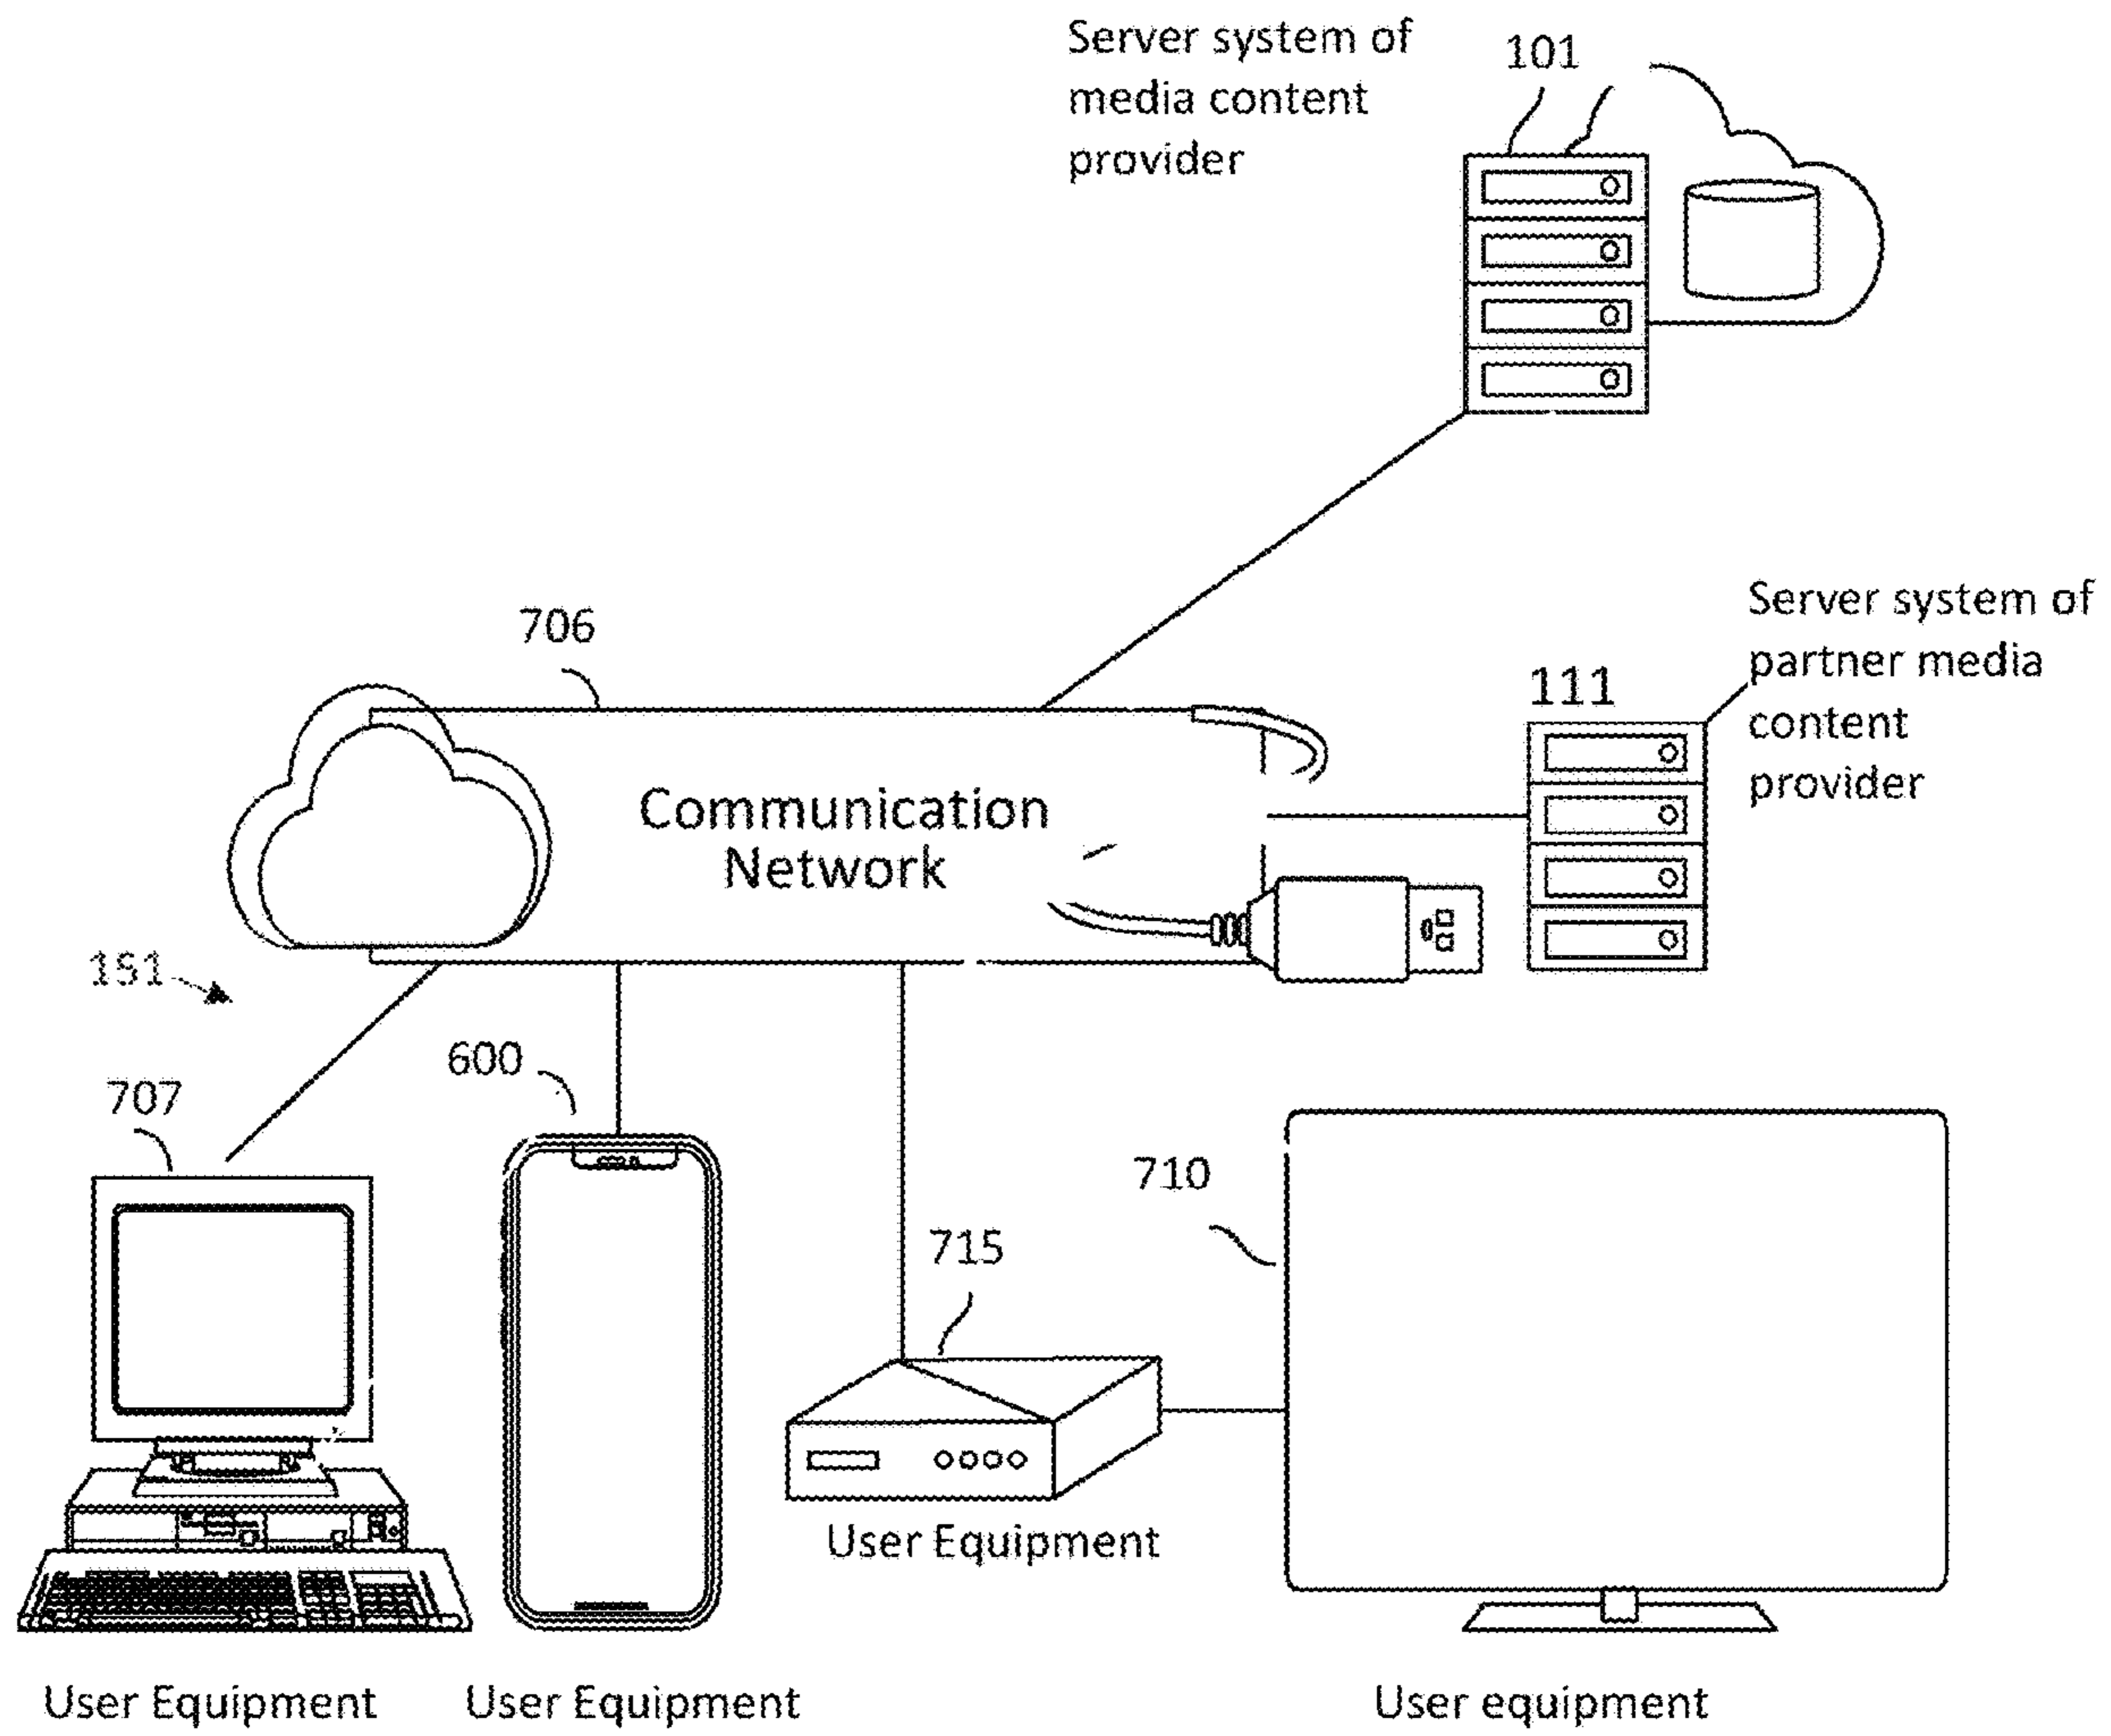 Server system of
media content
provider
101
706
Server system of
partner media
content
provider
111
Communication
Network
151
600
707
710
715
User Equipment
User Equipment
User Equipment
User equipment